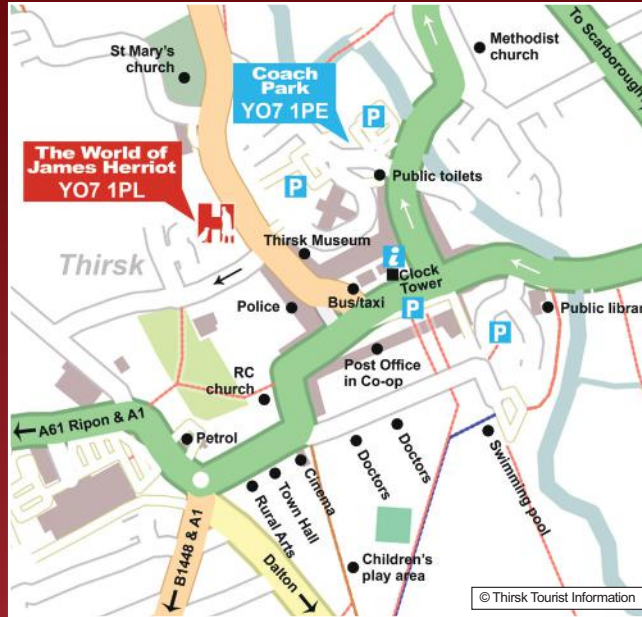 St Mary's
church
Coach
Park
YO7 1PE
Methodist
church
To Scarborough
P
The World of
James Herriot
YO7 1PL
H
Public toilets
P
Thirsk Museum
Thirsk
i
Clock
Tower
Bus/taxi
Police
P
Public librar
P
Post Office
in Co-op
RC
church
A61 Ripon & A1
Petrol
Doctors
Doctors
Swimming pool
Cinema
Town Hall
Rural Arts
B1448 & A1
Dalton
Children's
play area
© Thirsk Tourist Information